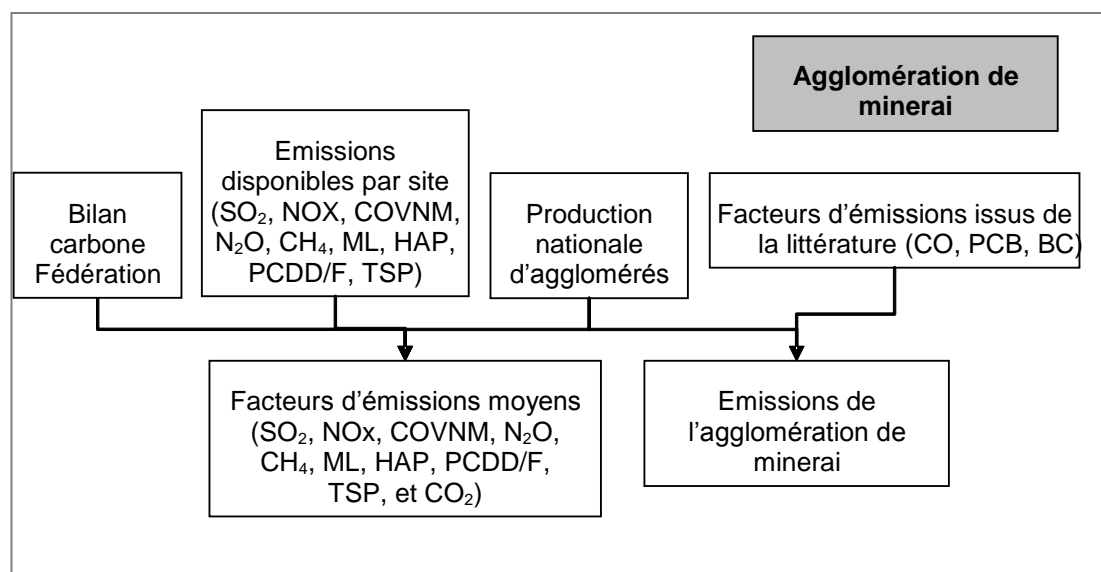 Agglomération de
minerai
Bilan
carbone
Fédération
Emissions
disponibles par site
(SO₂, NOX, COVNM,
N₂O, CH₄, ML, HAP,
PCDD/F, TSP)
Production
nationale
d'agglomérés
Facteurs d'émissions issus de
la littérature (CO, PCB, BC)
Facteurs d'émissions moyens
(SO₂, NOx, COVNM, N₂O,
CH₄, ML, HAP, PCDD/F,
TSP, et CO₂)
Emissions de
l'agglomération de
minerai